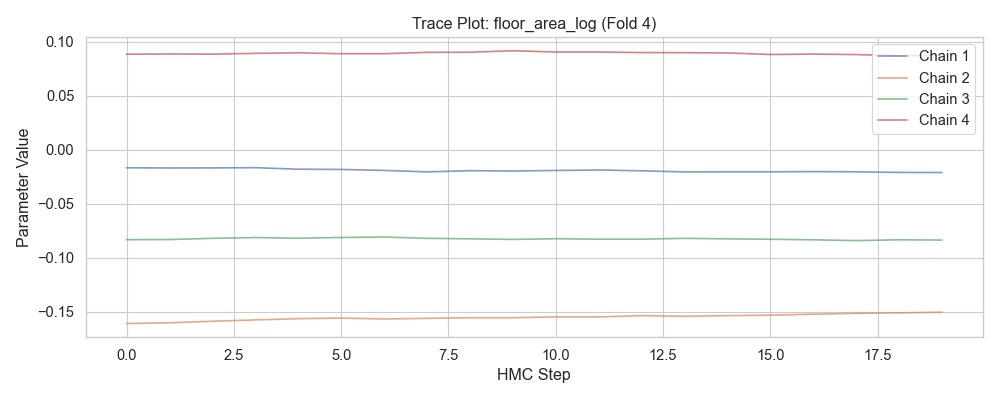 Trace Plot: floor_area_log (Fold 4)
Parameter Value
0.10
0.05
0.00
−0.05
−0.10
−0.15
Chain 1
Chain 2
Chain 3
Chain 4
0.0 2.5 5.0 7.5 10.0 12.5 15.0 17.5
HMC Step